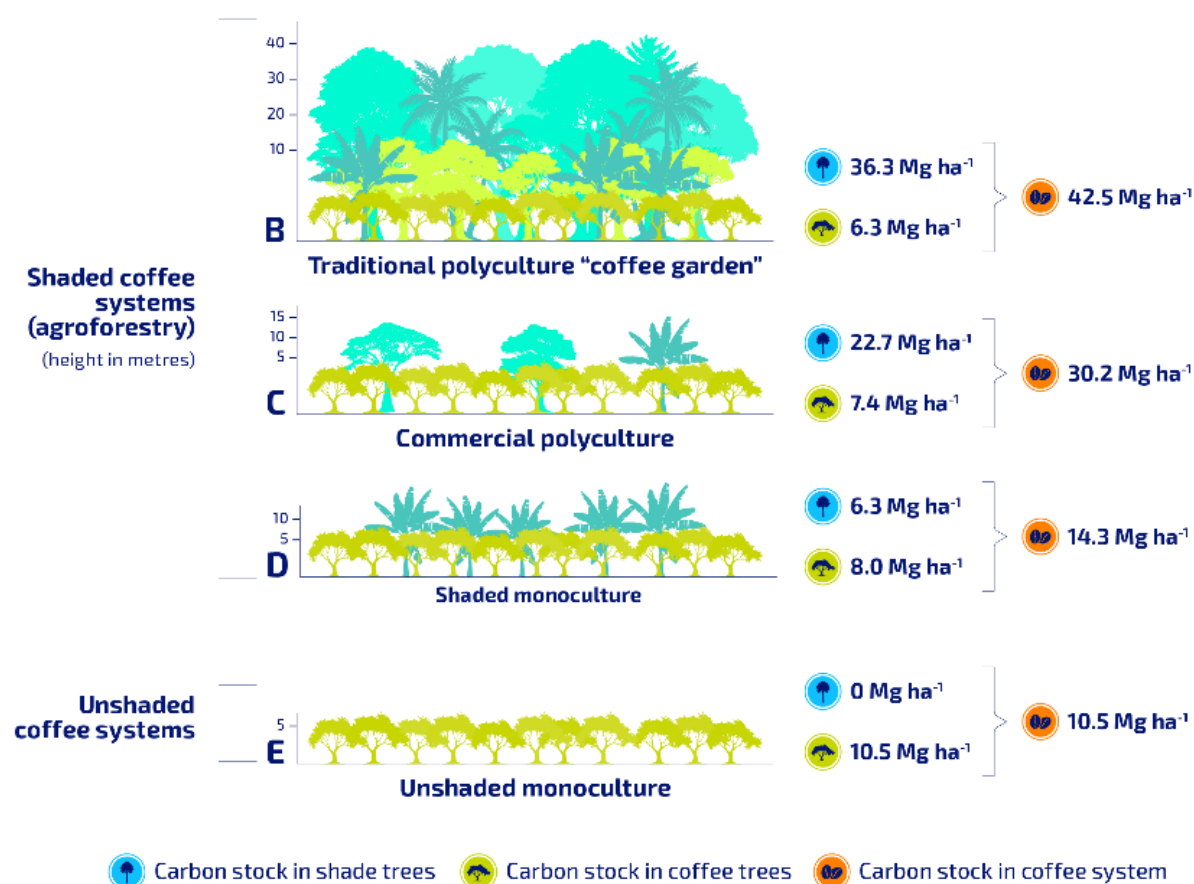 40
30
20
10
B
Traditional polyculture “coffee garden”
36.3 Mg ha⁻¹
6.3 Mg ha⁻¹
42.5 Mg ha⁻¹
Shaded coffee
systems
(agroforestry)
(height in metres)
15
10
5
C
Commercial polyculture
22.7 Mg ha⁻¹
7.4 Mg ha⁻¹
30.2 Mg ha⁻¹
10
5
D
Shaded monoculture
6.3 Mg ha⁻¹
8.0 Mg ha⁻¹
14.3 Mg ha⁻¹
Unshaded
coffee systems
5
E
Unshaded monoculture
0 Mg ha⁻¹
10.5 Mg ha⁻¹
10.5 Mg ha⁻¹
Carbon stock in shade trees
Carbon stock in coffee trees
Carbon stock in coffee system